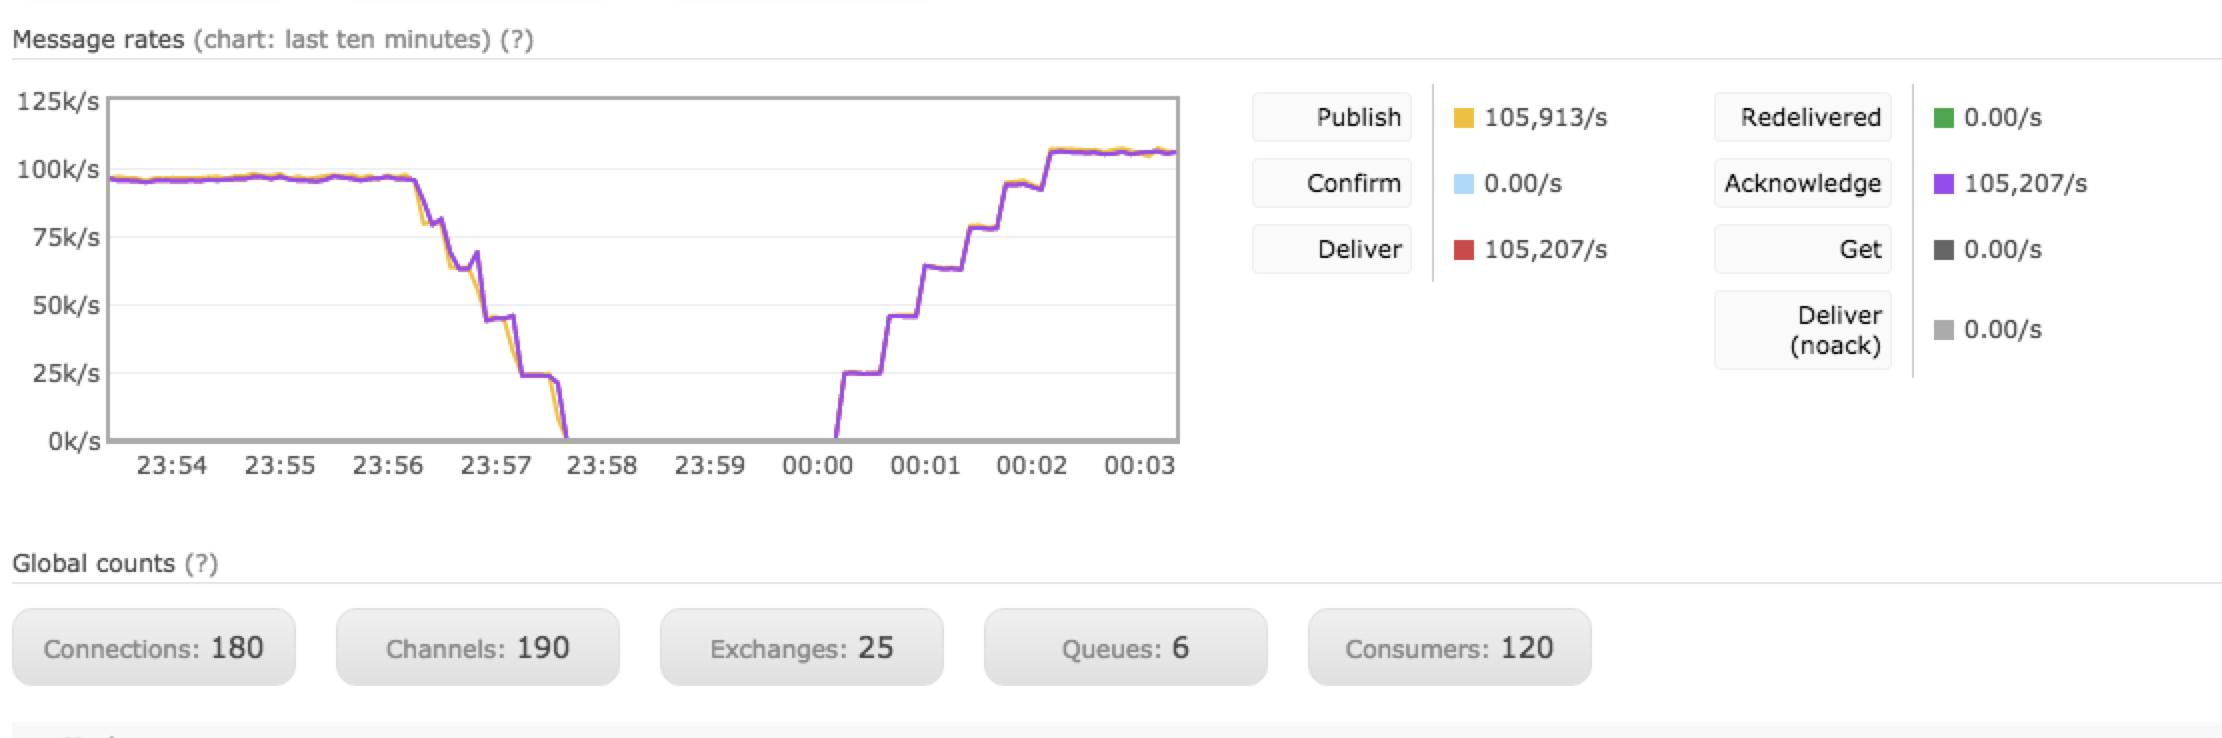 Message rates (chart: last ten minutes) (?)
125k/s
100k/s
75k/s
50k/s
25k/s
0k/s
23:54 23:55 23:56 23:57 23:58 23:59 00:00 00:01 00:02 00:03
Publish 105,913/s
Confirm 0.00/s
Deliver 105,207/s
Redelivered 0.00/s
Acknowledge 105,207/s
Get 0.00/s
Deliver
(noack) 0.00/s
Global counts (?)
Connections: 180 Channels: 190 Exchanges: 25 Queues: 6 Consumers: 120